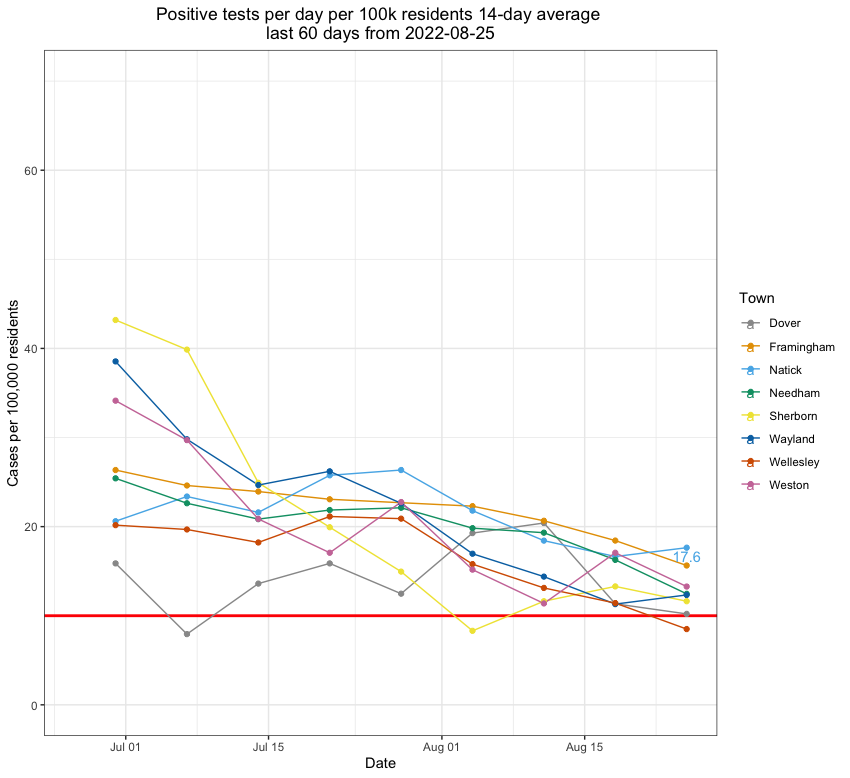 Positive tests per day per 100k residents 14-day average
last 60 days from 2022-08-25
Cases per 100,000 residents
60
40
20
0
17.6
Jul 01
Jul 15
Aug 01
Aug 15
Date
Town
a Dover
a Framingham
a Natick
a Needham
a Sherborn
a Wayland
a Wellesley
a Weston